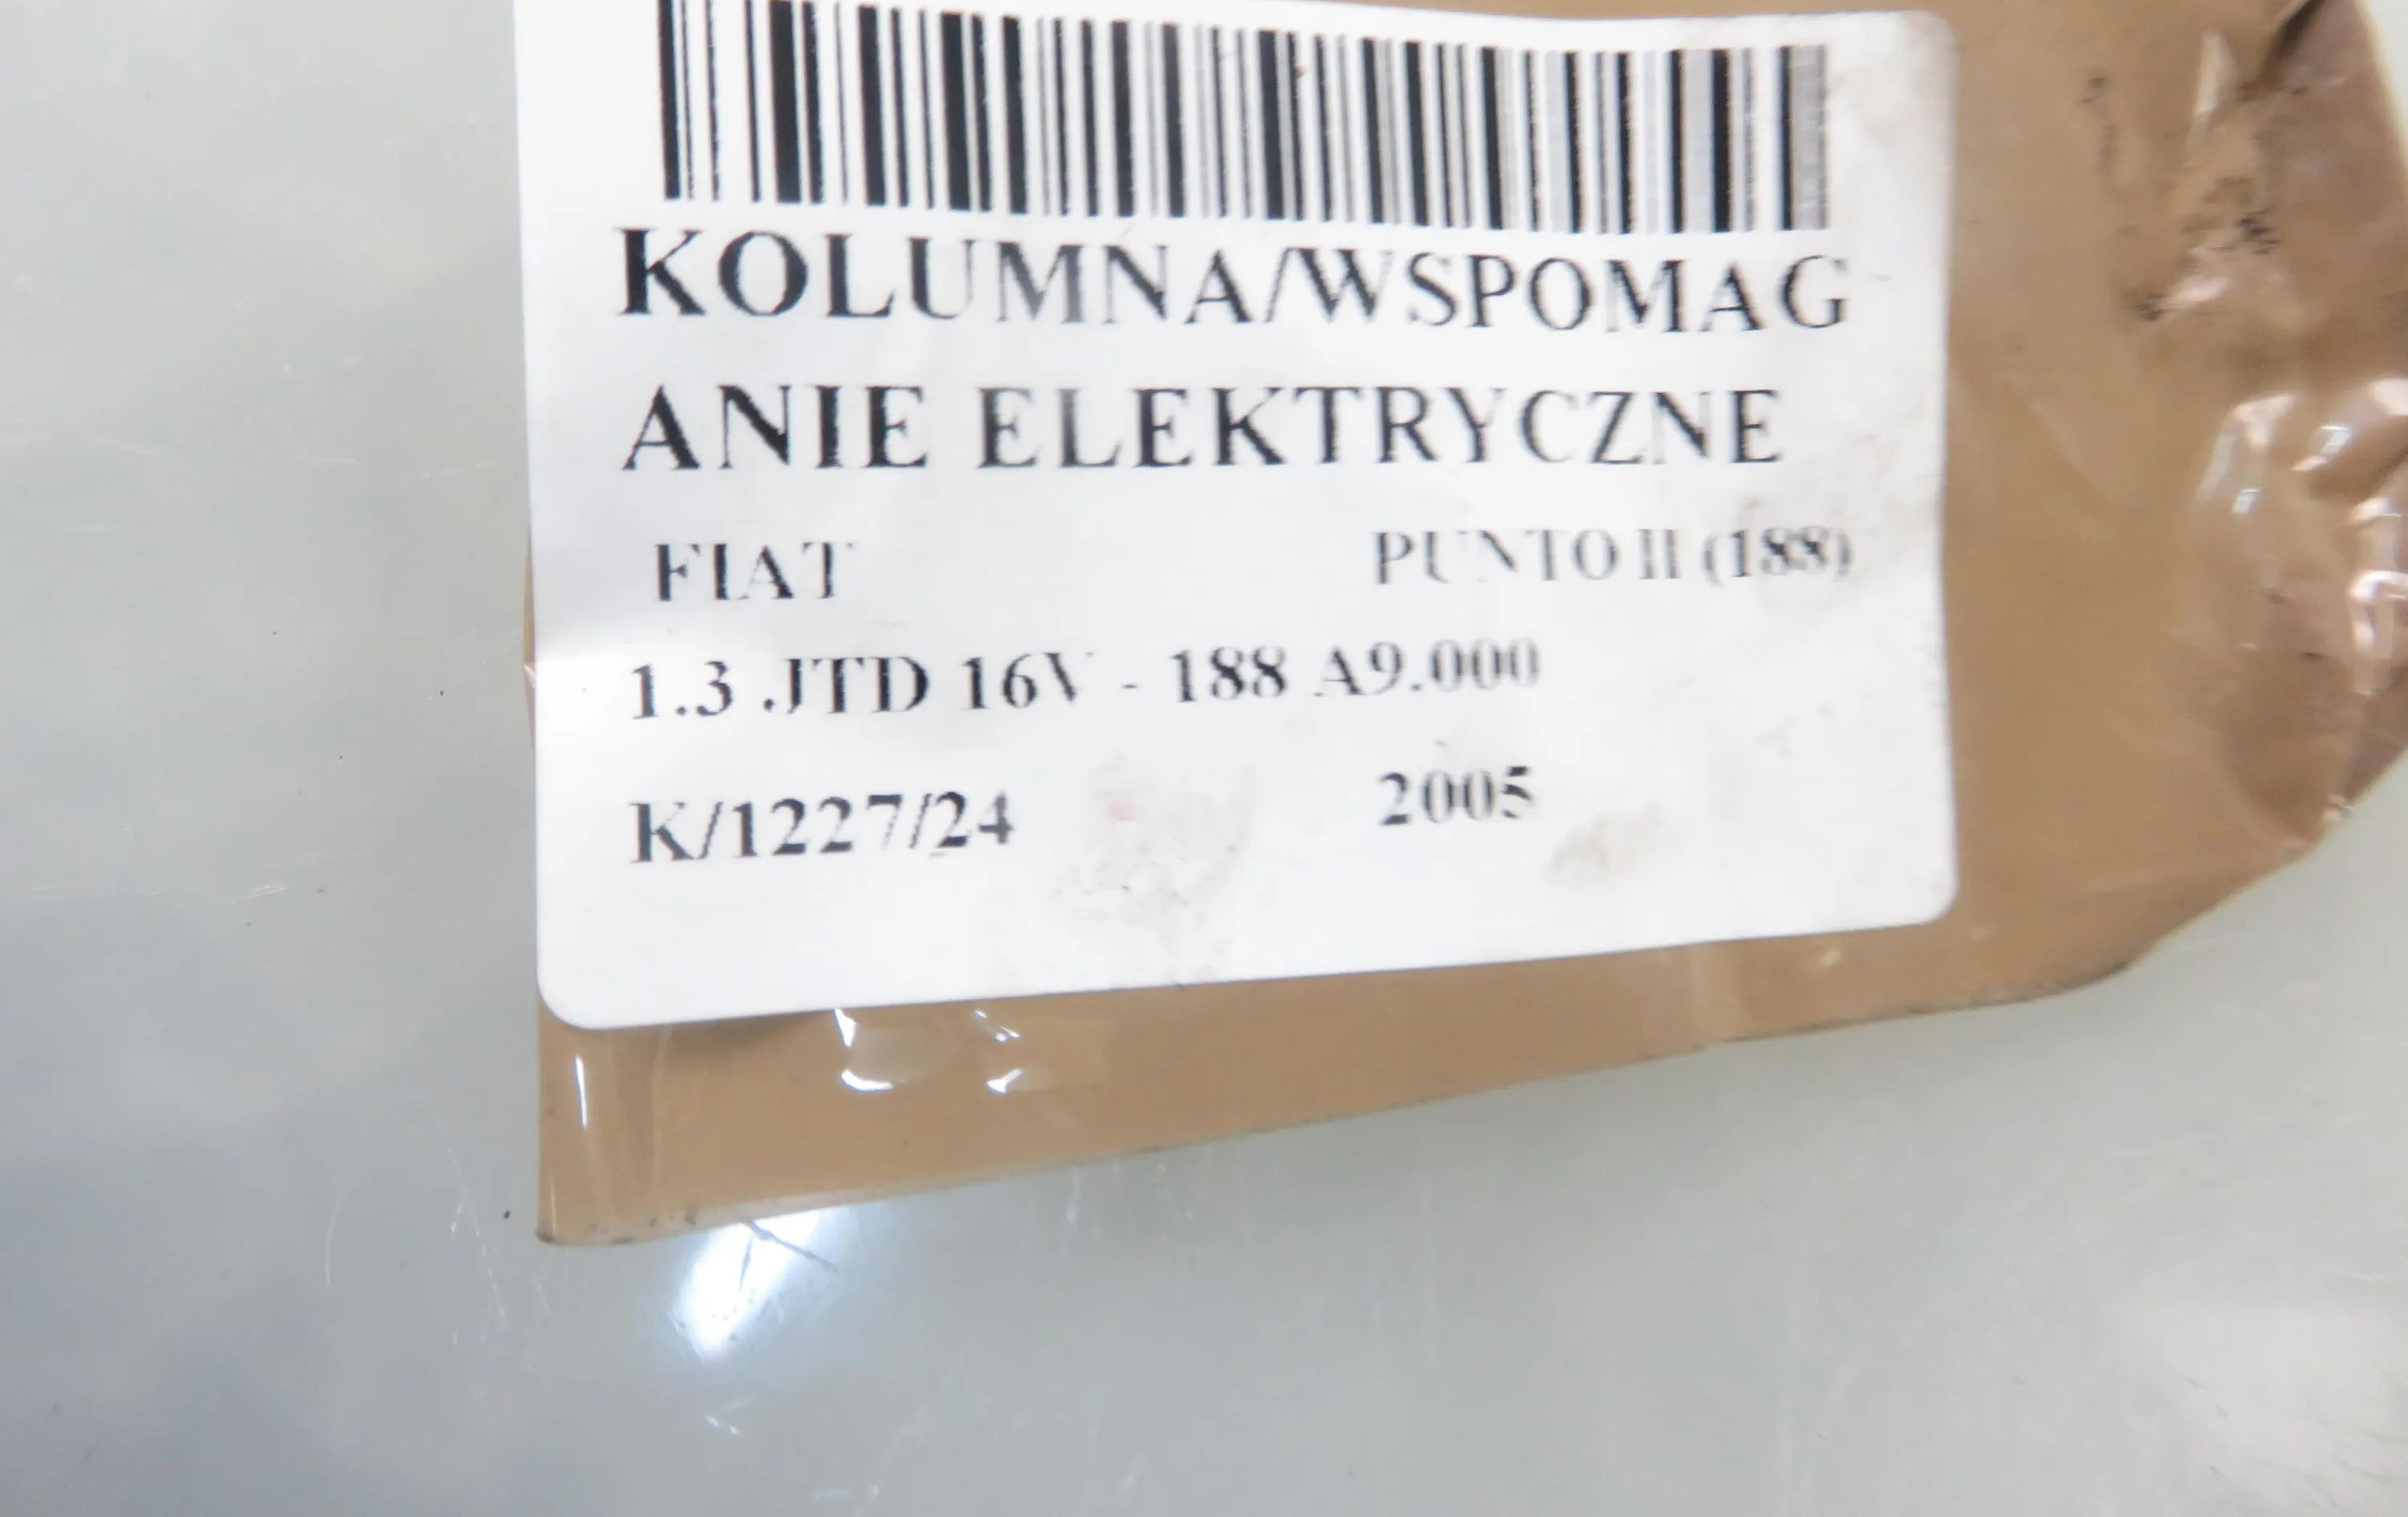 KOLUMNA/WSPOMAG
ANIE ELEKTRYCZNE
FIAT PUNTO II (188)
1.3 JTD 16V - 188 A9.000
K/1227/24 2005